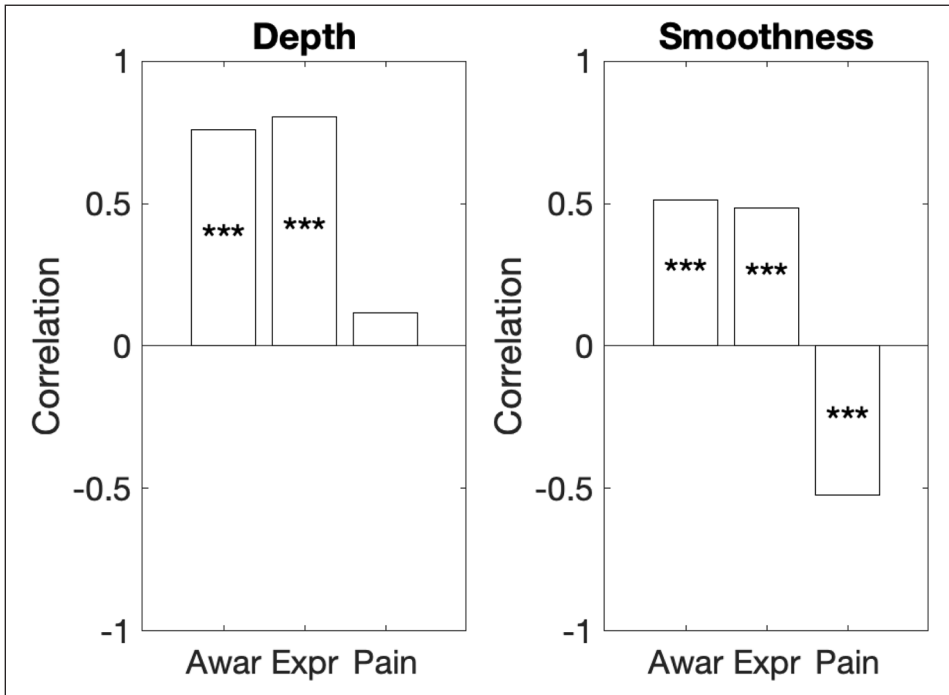 Depth
1
0.5
0
-0.5
-1
Correlation
***
***
Awar Expr Pain
Smoothness
1
0.5
0
-0.5
-1
Correlation
***
***
***
Awar Expr Pain